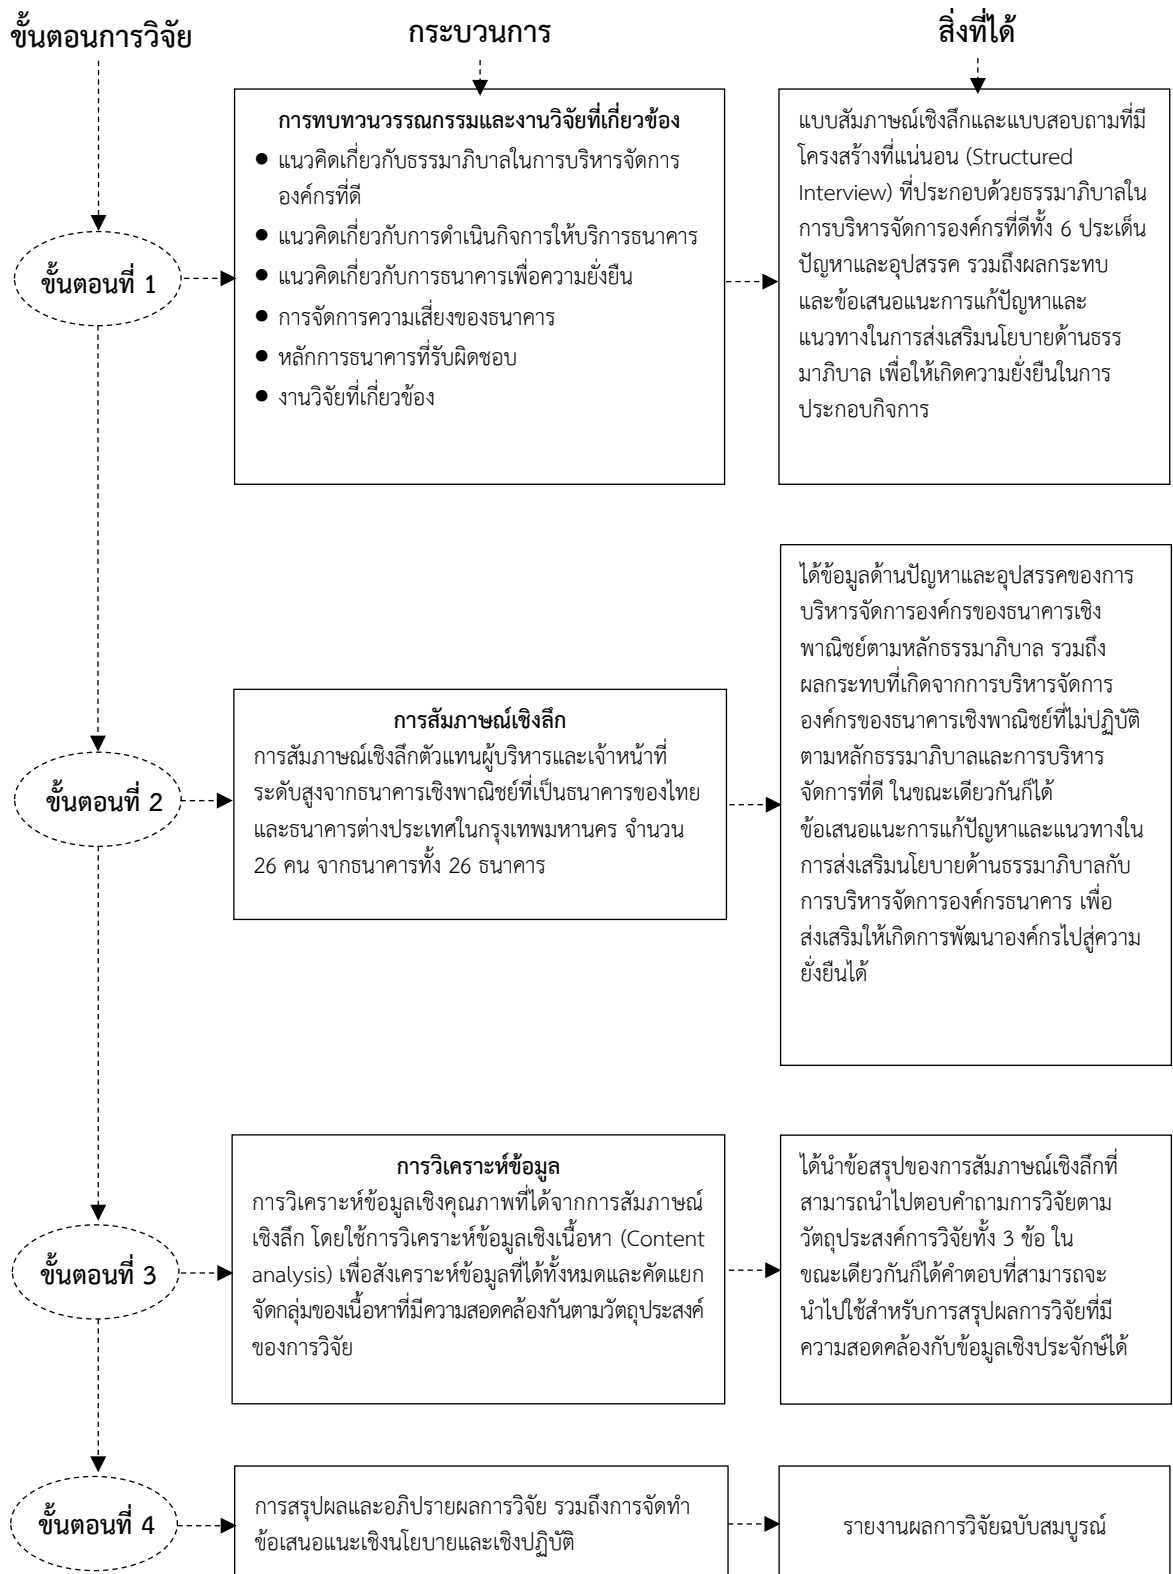 ขั้นตอนการวิจัย
กระบวนการ
สิ่งที่ได้
ขั้นตอนที่ 1
การทบทวนวรรณกรรมและงานวิจัยที่เกี่ยวข้อง
● แนวคิดเกี่ยวกับธรรมาภิบาลในการบริหารจัดการ
องค์กรที่ดี
● แนวคิดเกี่ยวกับการดำเนินกิจการให้บริการธนาคาร
● แนวคิดเกี่ยวกับการธนาคารเพื่อความยั่งยืน
● การจัดการความเสี่ยงของธนาคาร
● หลักการธนาคารที่รับผิดชอบ
● งานวิจัยที่เกี่ยวข้อง
แบบสัมภาษณ์เชิงลึกและแบบสอบถามที่มี
โครงสร้างที่แน่นอน (Structured
Interview) ที่ประกอบด้วยธรรมาภิบาลใน
การบริหารจัดการองค์กรที่ดีทั้ง 6 ประเด็น
ปัญหาและอุปสรรค รวมถึงผลกระทบ
และข้อเสนอแนะการแก้ปัญหาและ
แนวทางในการส่งเสริมนโยบายด้านธรร
มาภิบาล เพื่อให้เกิดความยั่งยืนในการ
ประกอบกิจการ
ขั้นตอนที่ 2
การสัมภาษณ์เชิงลึก
การสัมภาษณ์เชิงลึกตัวแทนผู้บริหารและเจ้าหน้าที่
ระดับสูงจากธนาคารเชิงพาณิชย์ที่เป็นธนาคารของไทย
และธนาคารต่างประเทศในกรุงเทพมหานคร จำนวน
26 คน จากธนาคารทั้ง 26 ธนาคาร
ได้ข้อมูลด้านปัญหาและอุปสรรคของการ
บริหารจัดการองค์กรของธนาคารเชิง
พาณิชย์ตามหลักธรรมาภิบาล รวมถึง
ผลกระทบที่เกิดจากการบริหารจัดการ
องค์กรของธนาคารเชิงพาณิชย์ที่ไม่ปฏิบัติ
ตามหลักธรรมาภิบาลและการบริหาร
จัดการที่ดี ในขณะเดียวกันก็ได้
ข้อเสนอแนะการแก้ปัญหาและแนวทางใน
การส่งเสริมนโยบายด้านธรรมาภิบาลกับ
การบริหารจัดการองค์กรธนาคาร เพื่อ
ส่งเสริมให้เกิดการพัฒนาองค์กรไปสู่ความ
ยั่งยืนได้
ขั้นตอนที่ 3
การวิเคราะห์ข้อมูล
การวิเคราะห์ข้อมูลเชิงคุณภาพที่ได้จากการสัมภาษณ์
เชิงลึก โดยใช้การวิเคราะห์ข้อมูลเชิงเนื้อหา (Content
analysis) เพื่อสังเคราะห์ข้อมูลที่ได้ทั้งหมดและคัดแยก
จัดกลุ่มของเนื้อหาที่มีความสอดคล้องกันตามวัตถุประสงค์
ของการวิจัย
ได้นำข้อสรุปของการสัมภาษณ์เชิงลึกที่
สามารถนำไปตอบคำถามการวิจัยตาม
วัตถุประสงค์การวิจัยทั้ง 3 ข้อ ใน
ขณะเดียวกันก็ได้คำตอบที่สามารถจะ
นำไปใช้สำหรับการสรุปผลการวิจัยที่มี
ความสอดคล้องกับข้อมูลเชิงประจักษ์ได้
ขั้นตอนที่ 4
การสรุปผลและอภิปรายผลการวิจัย รวมถึงการจัดทำ
ข้อเสนอแนะเชิงนโยบายและเชิงปฏิบัติ
รายงานผลการวิจัยฉบับสมบูรณ์